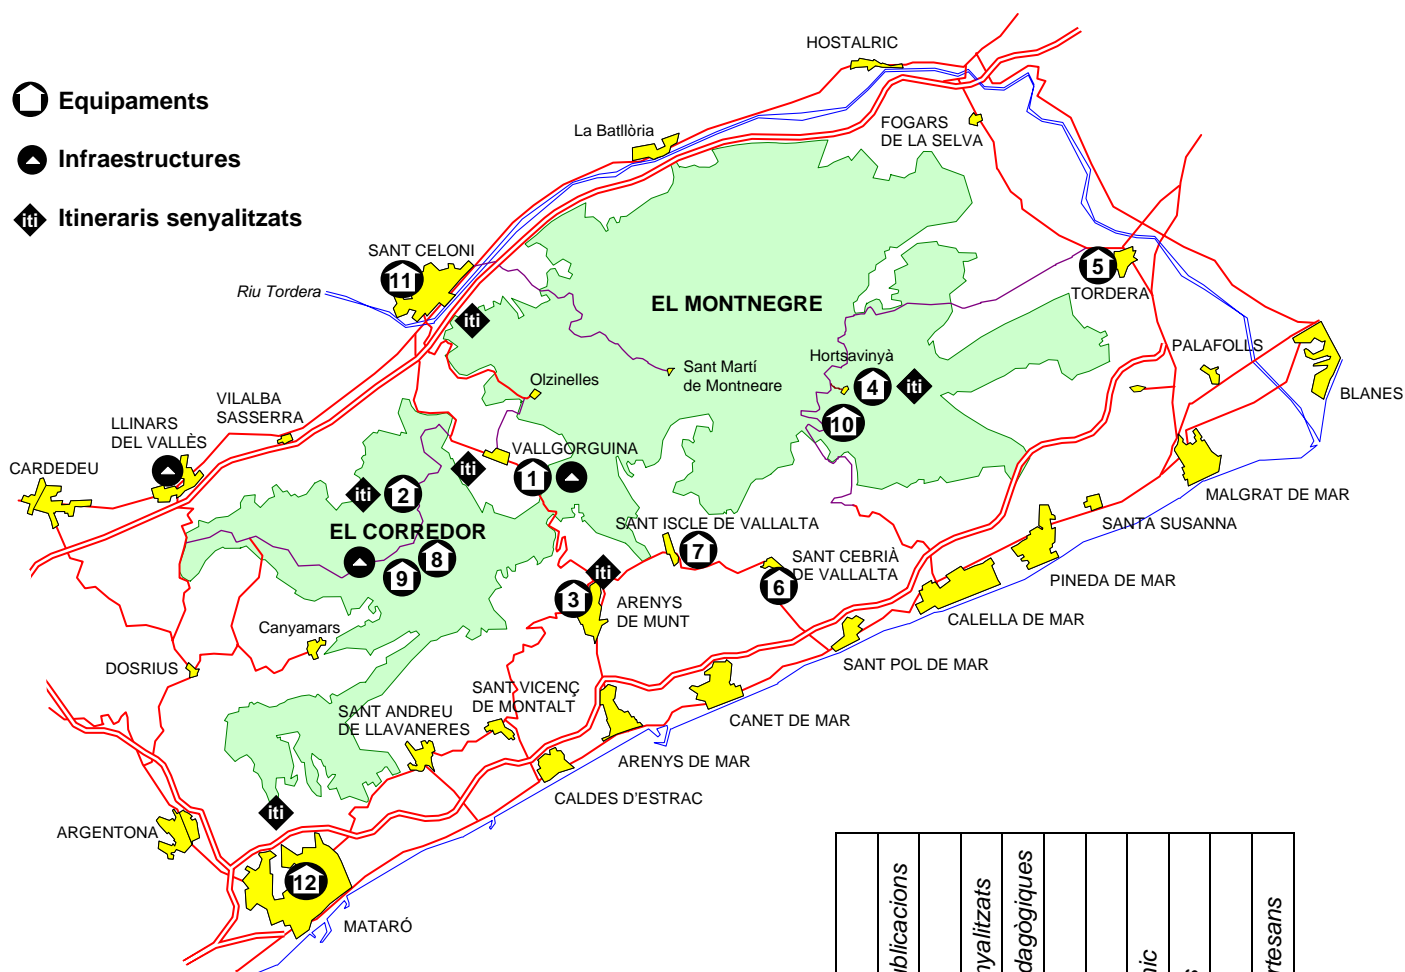 HOSTALRIC
Equipaments
Infraestructures
iti Itineraris senyalitzats
La Batllòria
FOGARS
DE LA SELVA
SANT CELONI
11
Riu Tordera
iti
EL MONTNEGRE
5
TORDERA
Sant Martí
de Montnegre
Hortsavinyà
4
iti
10
PALAFOLLS
BLANES
Olzinelles
VILALBA
SASSERRA
LLINARS
DEL VALLÈS
CARDEDEU
VALLGORGUINA
iti
1
iti
2
EL CORREDOR
8
9
MALGRAT DE MAR
SANTA SUSANNA
SANT ISCLE DE VALLALTA
7
SANT CEBRIÀ
DE VALLALTA
6
PINEDA DE MAR
iti
3
ARENYS
DE MUNT
CALELLA DE MAR
Canyamars
SANT POL DE MAR
DOSRIUS
SANT VICENÇ
DE MONTALT
SANT ANDREU
DE LLAVANERES
CANET DE MAR
ARENYS DE MAR
CALDES D'ESTRAC
iti
ARGENTONA
12
MATARÓ